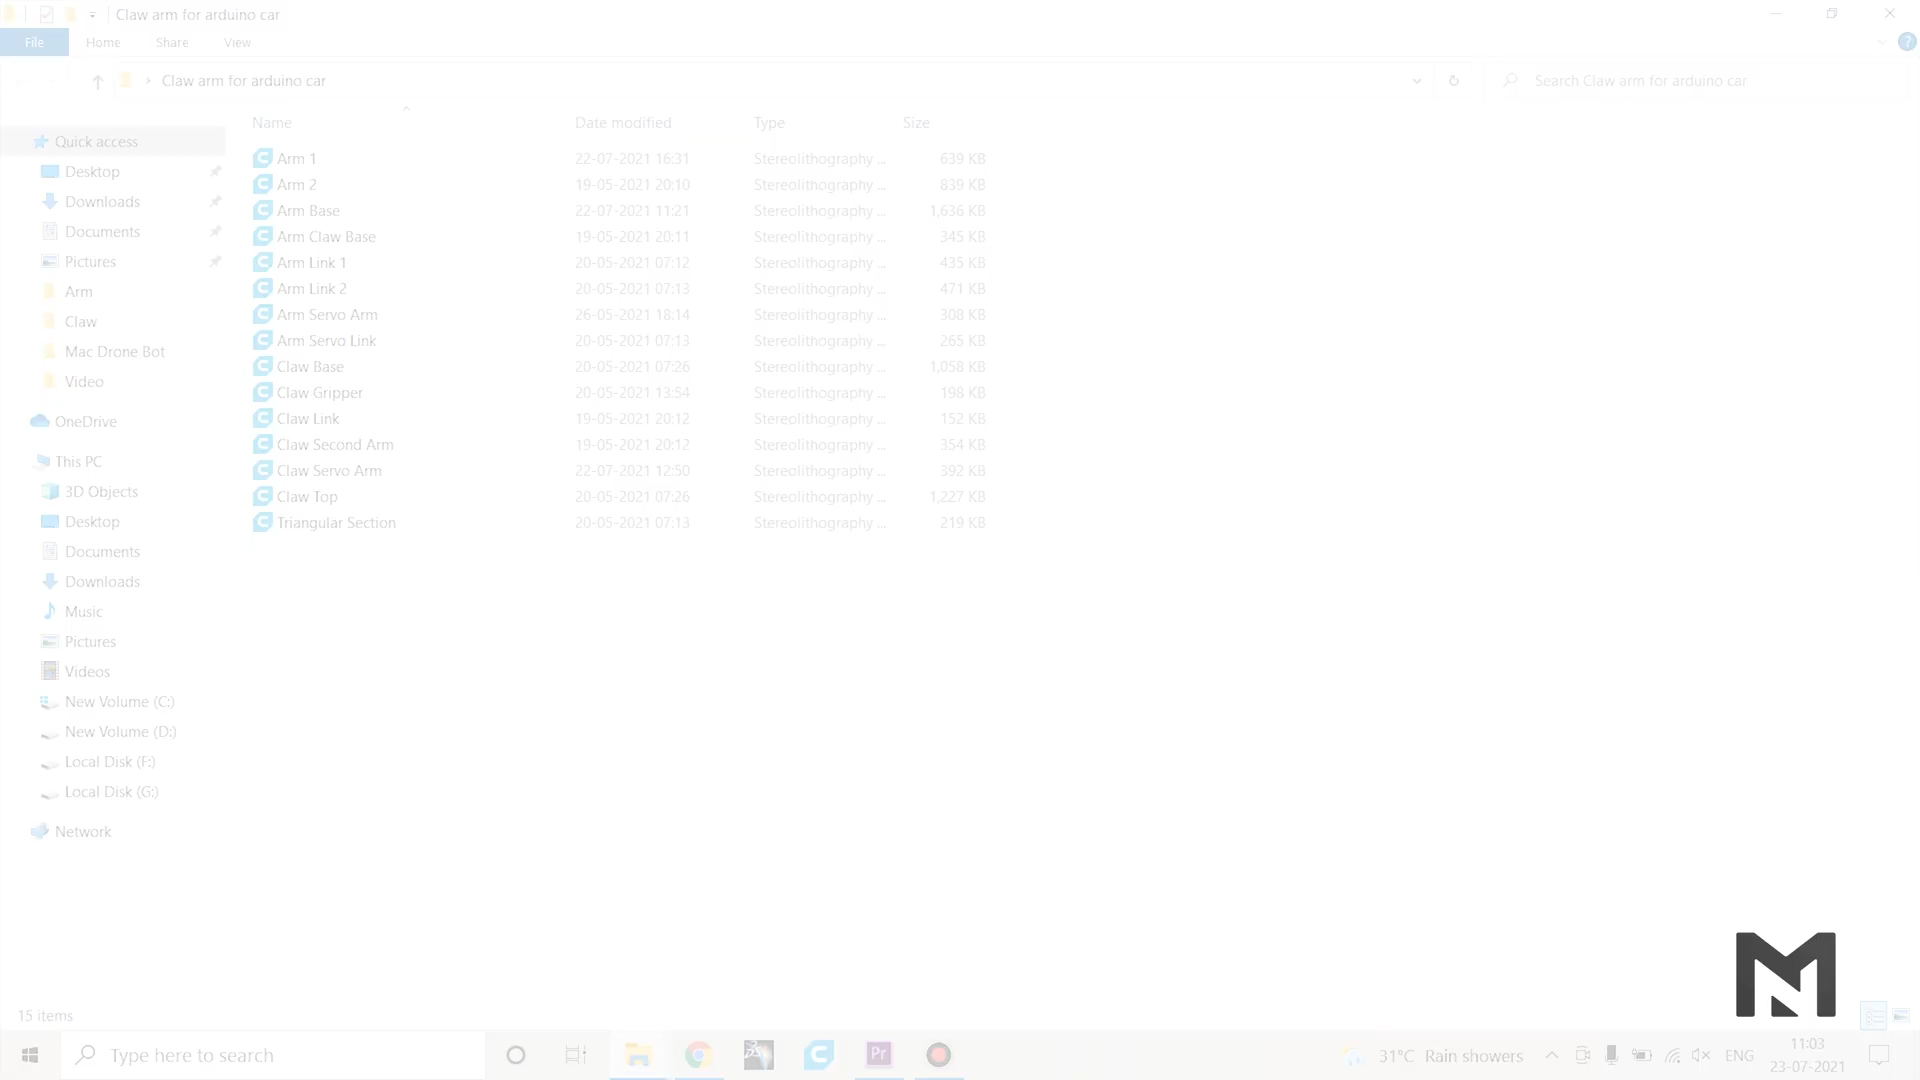 Claw arm for arduino car
File Home Share View
Claw arm for arduino car Search Claw arm for arduino car
Name Date modified Type Size
Quick access
Desktop
Downloads
Documents
Pictures
Arm
Claw
Mac Drone Bot
Video
OneDrive
This PC
3D Objects
Desktop
Documents
Downloads
Music
Pictures
Videos
New Volume (C:)
New Volume (D:)
Local Disk (F:)
Local Disk (G:)
Network
Arm 1 22-07-2021 16:31 Stereolithography ... 639 KB
Arm 2 19-05-2021 20:10 Stereolithography ... 839 KB
Arm Base 22-07-2021 11:21 Stereolithography ... 1,636 KB
Arm Claw Base 19-05-2021 20:11 Stereolithography ... 345 KB
Arm Link 1 20-05-2021 07:12 Stereolithography ... 435 KB
Arm Link 2 20-05-2021 07:13 Stereolithography ... 471 KB
Arm Servo Arm 26-05-2021 18:14 Stereolithography ... 308 KB
Arm Servo Link 20-05-2021 07:13 Stereolithography ... 265 KB
Claw Base 20-05-2021 07:26 Stereolithography ... 1,058 KB
Claw Gripper 20-05-2021 13:54 Stereolithography ... 198 KB
Claw Link 19-05-2021 20:12 Stereolithography ... 152 KB
Claw Second Arm 19-05-2021 20:12 Stereolithography ... 354 KB
Claw Servo Arm 22-07-2021 12:50 Stereolithography ... 392 KB
Claw Top 20-05-2021 07:26 Stereolithography ... 1,227 KB
Triangular Section 20-05-2021 07:13 Stereolithography ... 219 KB
15 items
Type here to search
Pr
31°C Rain showers
ENG
11:03
23-07-2021